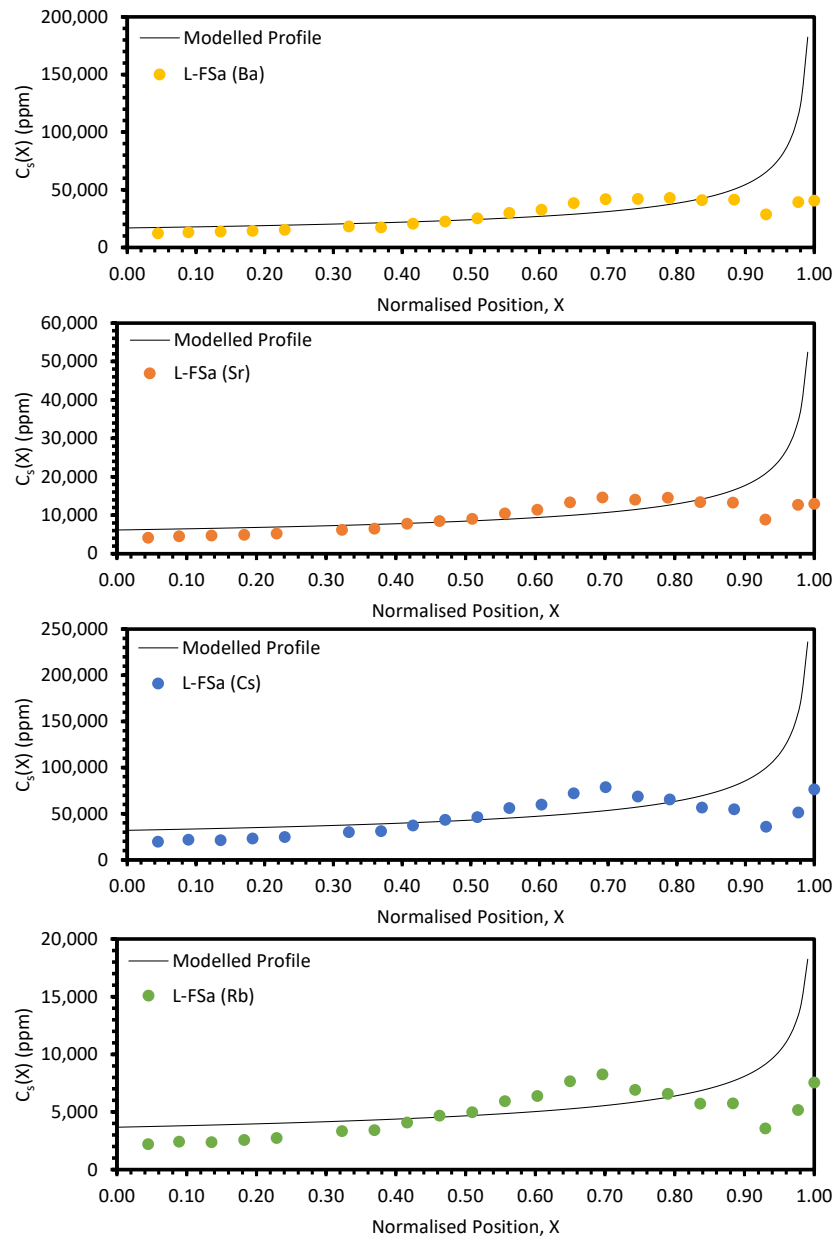 200,000
Modelled Profile
L-FSa (Ba)
150,000
100,000
50,000
0
Cs(X) (ppm)
0.00 0.10 0.20 0.30 0.40 0.50 0.60 0.70 0.80 0.90 1.00
Normalised Position, X
60,000
Modelled Profile
50,000
L-FSa (Sr)
40,000
30,000
20,000
10,000
0
Cs(X) (ppm)
0.00 0.10 0.20 0.30 0.40 0.50 0.60 0.70 0.80 0.90 1.00
Normalised Position, X
250,000
Modelled Profile
200,000
L-FSa (Cs)
150,000
100,000
50,000
0
Cs(X) (ppm)
0.00 0.10 0.20 0.30 0.40 0.50 0.60 0.70 0.80 0.90 1.00
Normalised Position, X
20,000
Modelled Profile
L-FSa (Rb)
15,000
10,000
5,000
0
Cs(X) (ppm)
0.00 0.10 0.20 0.30 0.40 0.50 0.60 0.70 0.80 0.90 1.00
Normalised Position, X